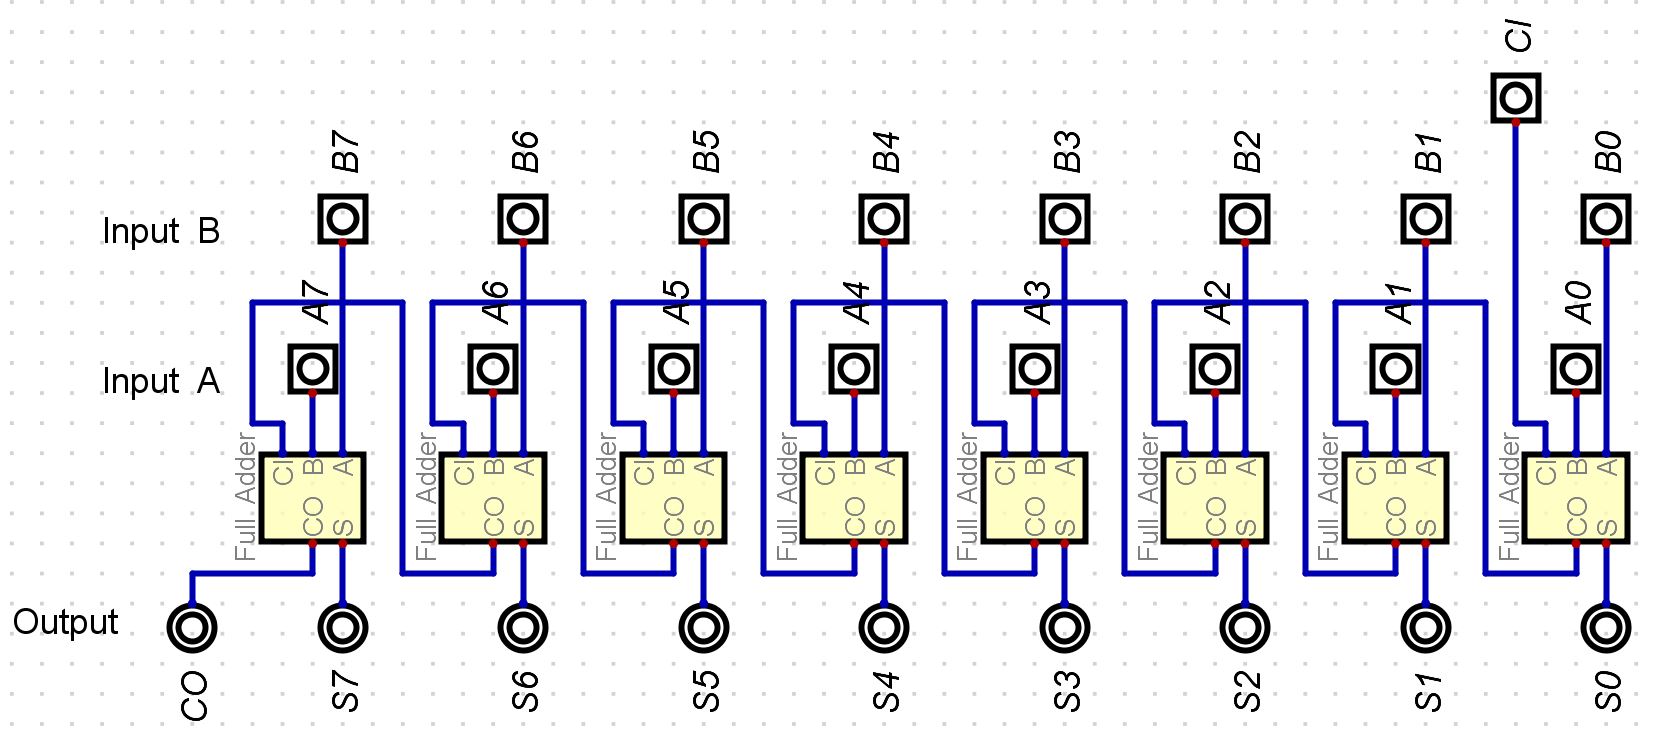 CI
B7 B6 B5 B4 B3 B2 B1 B0
Input B
A7 A6 A5 A4 A3 A2 A1 A0
Input A
Full Adder CI B A CO S
Full Adder CI B A CO S
Full Adder CI B A CO S
Full Adder CI B A CO S
Full Adder CI B A CO S
Full Adder CI B A CO S
Full Adder CI B A CO S
Full Adder CI B A CO S
Output
CO S7 S6 S5 S4 S3 S2 S1 S0